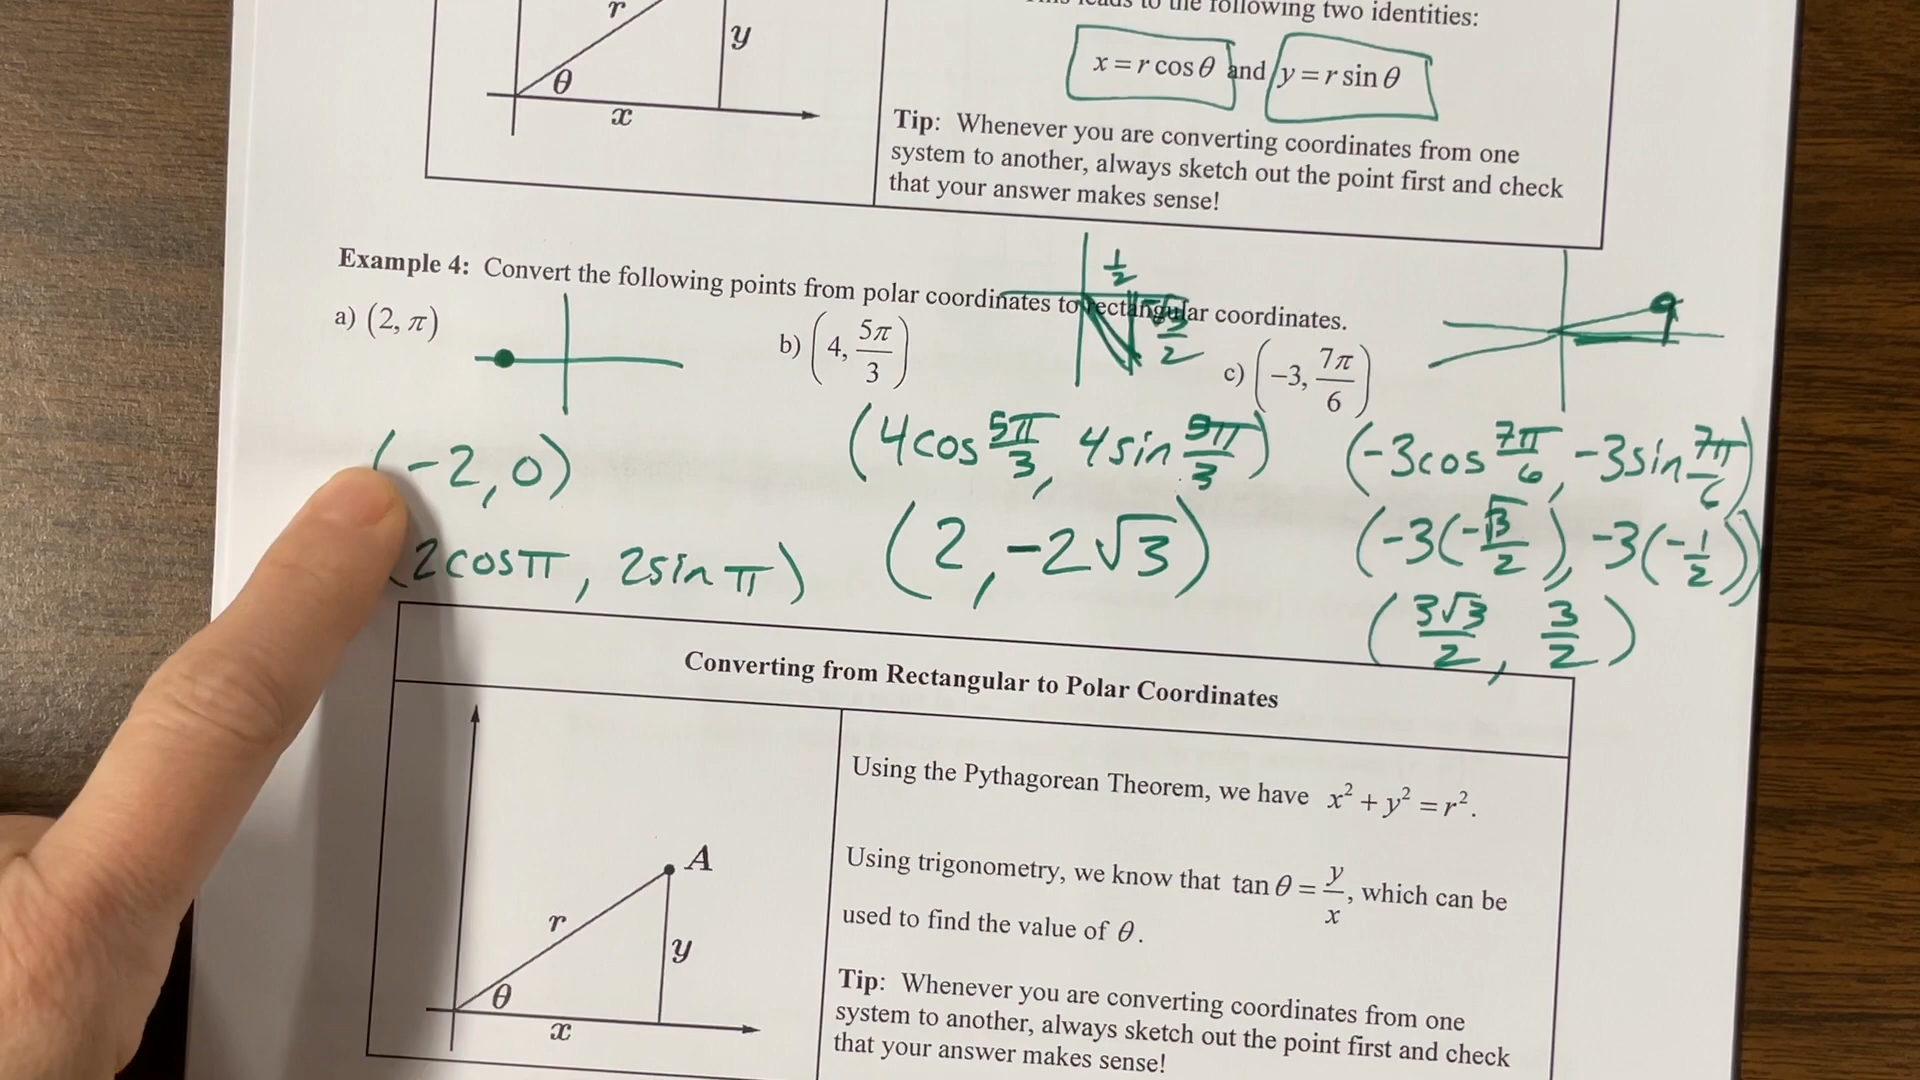 r
y
θ
x
to the following two identities:
x = r cos θ and y = r sin θ
Tip: Whenever you are converting coordinates from one
system to another, always sketch out the point first and check
that your answer makes sense!
Example 4: Convert the following points from polar coordinates to rectangular coordinates.
a) (2, π)
(-2, 0)
(2cosπ, 2sinπ)
b) (4, 5π/3)
1/2
√3/2
(4cos 5π/3, 4sin 5π/3)
(2, -2√3)
c) (−3, 7π/6)
(-3cos 7π/6, -3sin 7π/6)
(-3(-√3/2), -3(-1/2))
(3√3/2, 3/2)
Converting from Rectangular to Polar Coordinates
A
r
y
θ
x
Using the Pythagorean Theorem, we have x² + y² = r².
Using trigonometry, we know that tan θ = y/x, which can be
used to find the value of θ.
Tip: Whenever you are converting coordinates from one
system to another, always sketch out the point first and check
that your answer makes sense!